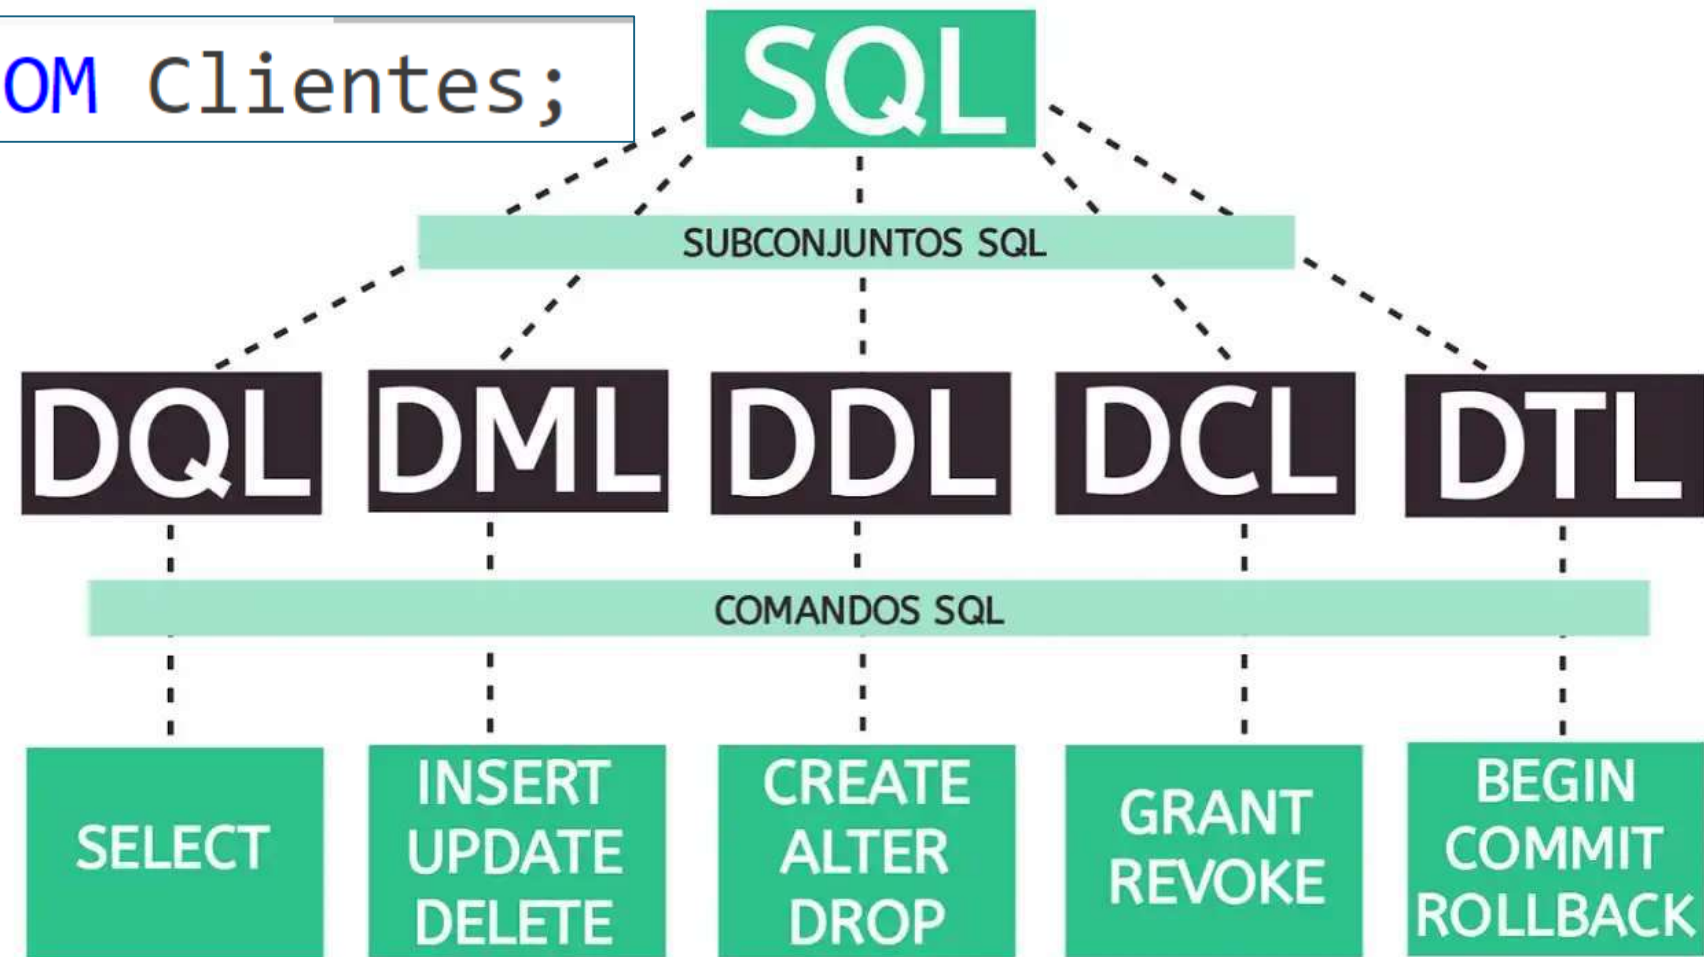 OM Clientes;
SQL
SUBCONJUNTOS SQL
DQL DML DDL DCL DTL
COMANDOS SQL
SELECT
INSERT
UPDATE
DELETE
CREATE
ALTER
DROP
GRANT
REVOKE
BEGIN
COMMIT
ROLLBACK